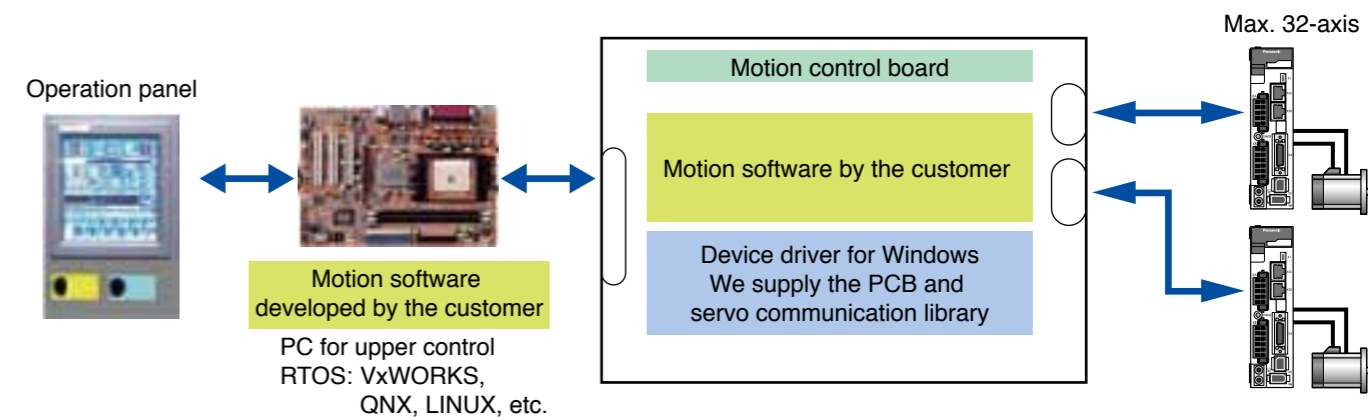 Max. 32-axis
Operation panel
Motion control board
Motion software by the customer
Device driver for Windows
We supply the PCB and
servo communication library
Motion software
developed by the customer
PC for upper control
RTOS: VxWORKS,
QNX, LINUX, etc.
Panasonic
Panasonic